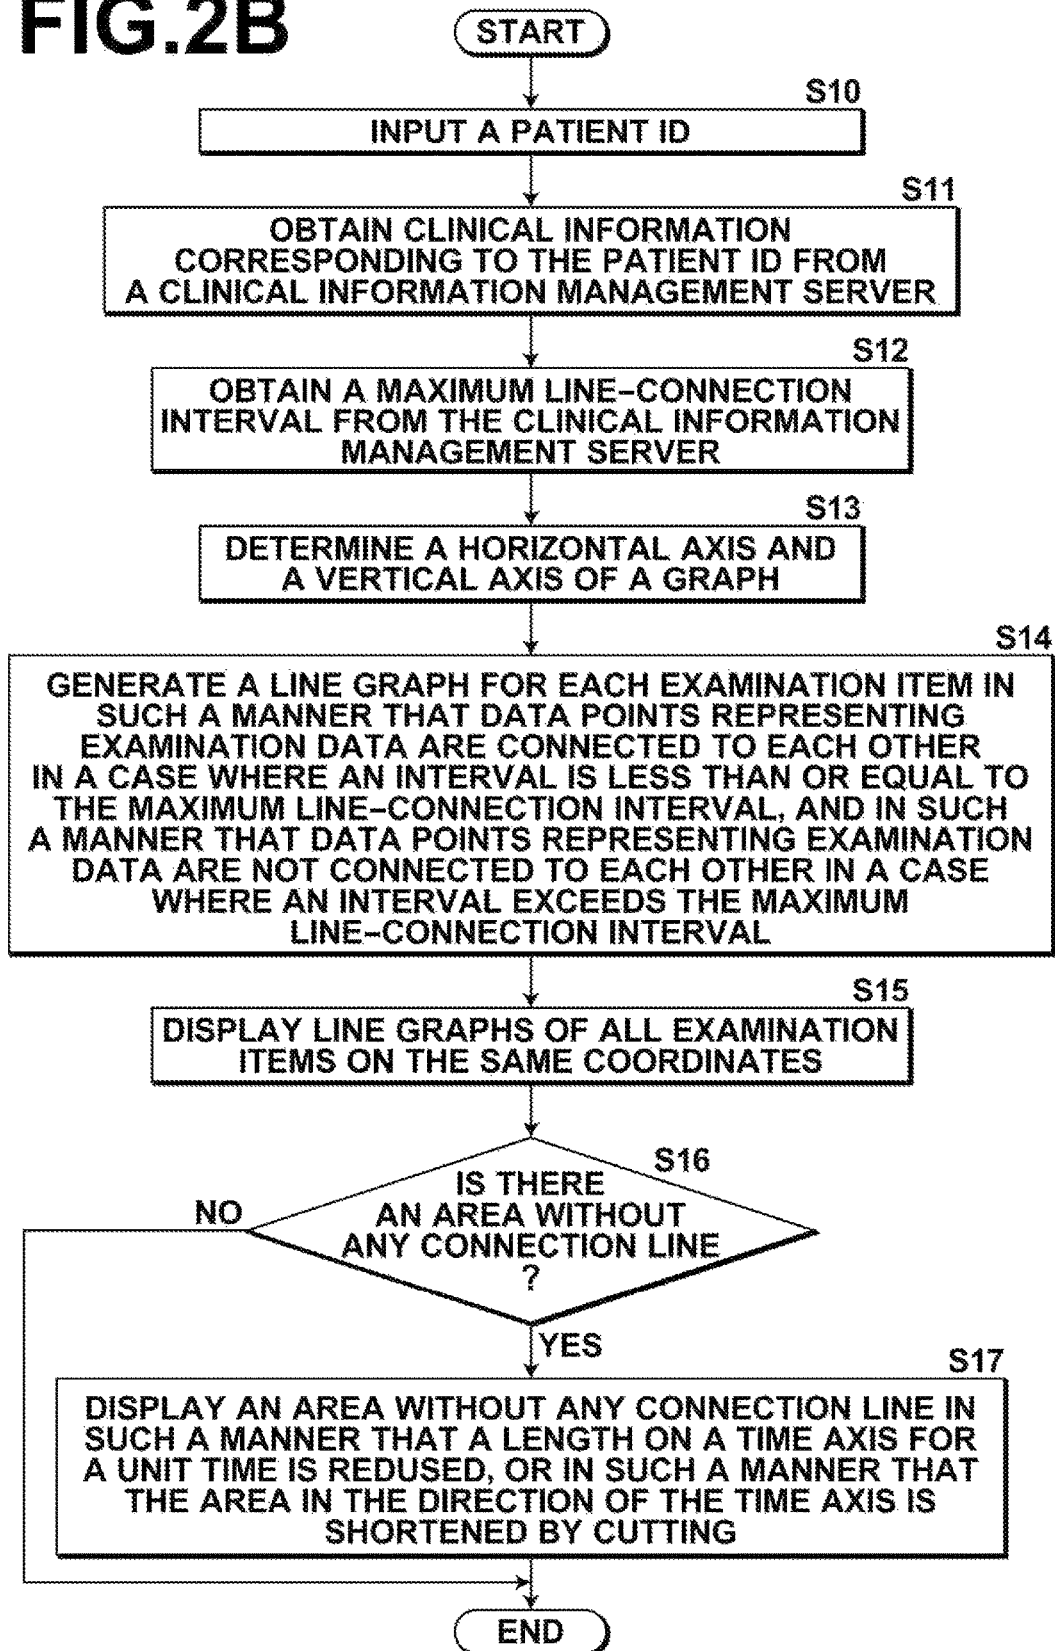 FIG.2B
START
S10
INPUT A PATIENT ID
S11
OBTAIN CLINICAL INFORMATION
CORRESPONDING TO THE PATIENT ID FROM
A CLINICAL INFORMATION MANAGEMENT SERVER
S12
OBTAIN A MAXIMUM LINE-CONNECTION
INTERVAL FROM THE CLINICAL INFORMATION
MANAGEMENT SERVER
S13
DETERMINE A HORIZONTAL AXIS AND
A VERTICAL AXIS OF A GRAPH
S14
GENERATE A LINE GRAPH FOR EACH EXAMINATION ITEM IN
SUCH A MANNER THAT DATA POINTS REPRESENTING
EXAMINATION DATA ARE CONNECTED TO EACH OTHER
IN A CASE WHERE AN INTERVAL IS LESS THAN OR EQUAL TO
THE MAXIMUM LINE-CONNECTION INTERVAL, AND IN SUCH
A MANNER THAT DATA POINTS REPRESENTING EXAMINATION
DATA ARE NOT CONNECTED TO EACH OTHER IN A CASE
WHERE AN INTERVAL EXCEEDS THE MAXIMUM
LINE-CONNECTION INTERVAL
S15
DISPLAY LINE GRAPHS OF ALL EXAMINATION
ITEMS ON THE SAME COORDINATES
S16
IS THERE
AN AREA WITHOUT
ANY CONNECTION LINE
?
NO
YES
S17
DISPLAY AN AREA WITHOUT ANY CONNECTION LINE IN
SUCH A MANNER THAT A LENGTH ON A TIME AXIS FOR
A UNIT TIME IS REDUSED, OR IN SUCH A MANNER THAT
THE AREA IN THE DIRECTION OF THE TIME AXIS IS
SHORTENED BY CUTTING
END